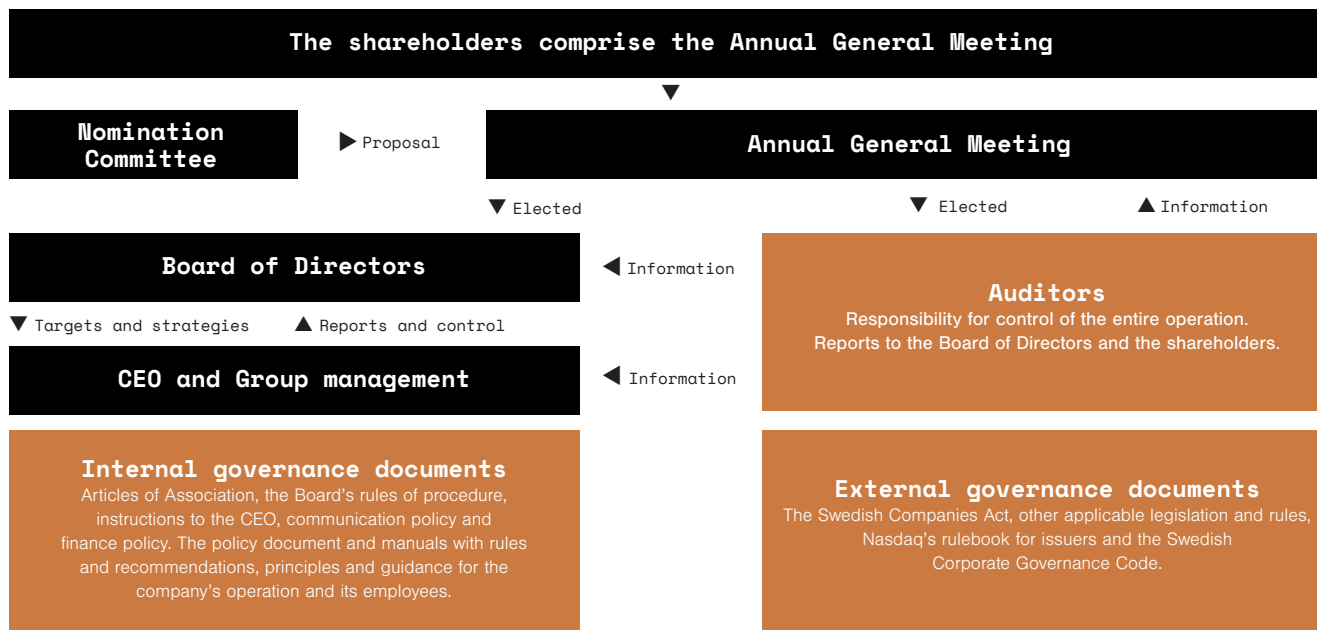 The shareholders comprise the Annual General Meeting
Nomination
Committee
Proposal
Annual General Meeting
Elected
Elected
Information
Board of Directors
Information
Auditors
Responsibility for control of the entire operation.
Reports to the Board of Directors and the shareholders.
Targets and strategies
Reports and control
CEO and Group management
Information
Internal governance documents
Articles of Association, the Board’s rules of procedure,
instructions to the CEO, communication policy and
finance policy. The policy document and manuals with rules
and recommendations, principles and guidance for the
company’s operation and its employees.
External governance documents
The Swedish Companies Act, other applicable legislation and rules,
Nasdaq’s rulebook for issuers and the Swedish
Corporate Governance Code.